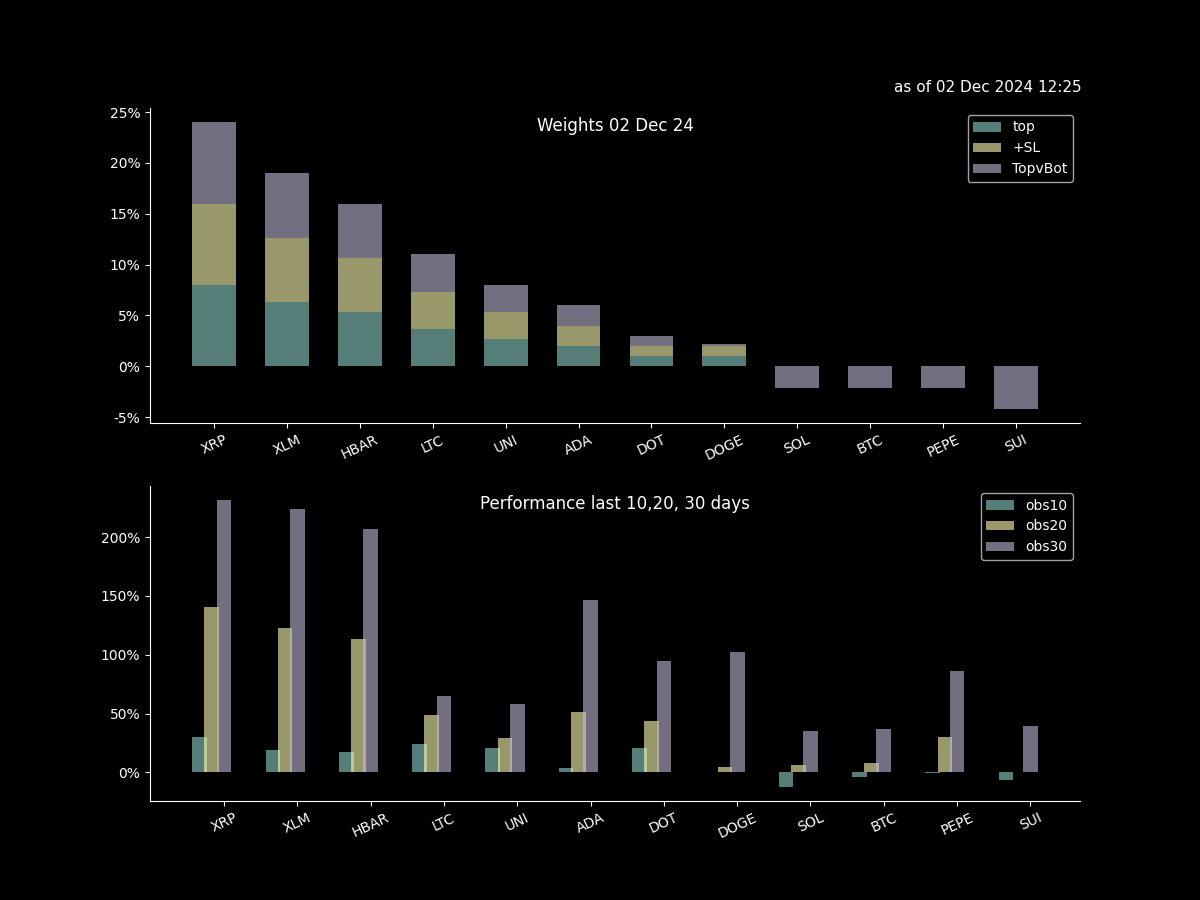 as of 02 Dec 2024 12:25
Weights 02 Dec 24
top
+SL
TopvBot
25%
20%
15%
10%
5%
0%
-5%
XRP XLM HBAR LTC UNI ADA DOT DOGE SOL BTC PEPE SUI
Performance last 10,20, 30 days
obs10
obs20
obs30
200%
150%
100%
50%
0%
XRP XLM HBAR LTC UNI ADA DOT DOGE SOL BTC PEPE SUI